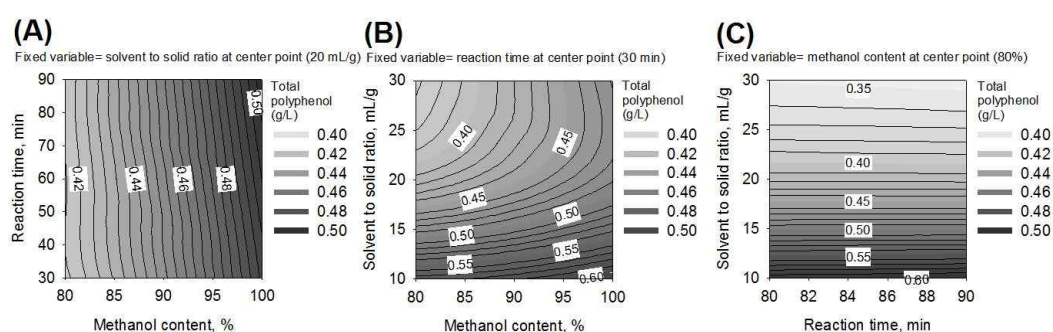 (A)
Fixed variable= solvent to solid ratio at center point (20 mL/g)
Reaction time, min
90
80
70
60
50
40
30
80 85 90 95 100
Methanol content, %
0.42 0.44 0.46 0.48 0.50
Total
polyphenol
(g/L)
0.40
0.42
0.44
0.46
0.48
0.50
(B)
Fixed variable= reaction time at center point (30 min)
Solvent to solid ratio, mL/g
30
25
20
15
10
80 85 90 95 100
Methanol content, %
0.40 0.45
0.45 0.50
0.50 0.55
0.55 0.60
Total
polyphenol
(g/L)
0.40
0.42
0.44
0.46
0.48
0.50
(C)
Fixed variable= methanol content at center point (80%)
Solvent to solid ratio, mL/g
30
25
20
15
10
80 84 86 88 90
Reaction time, min
0.35
0.40
0.45
0.50
0.55
0.60
Total
polyphenol
(g/L)
0.40
0.42
0.44
0.46
0.48
0.50